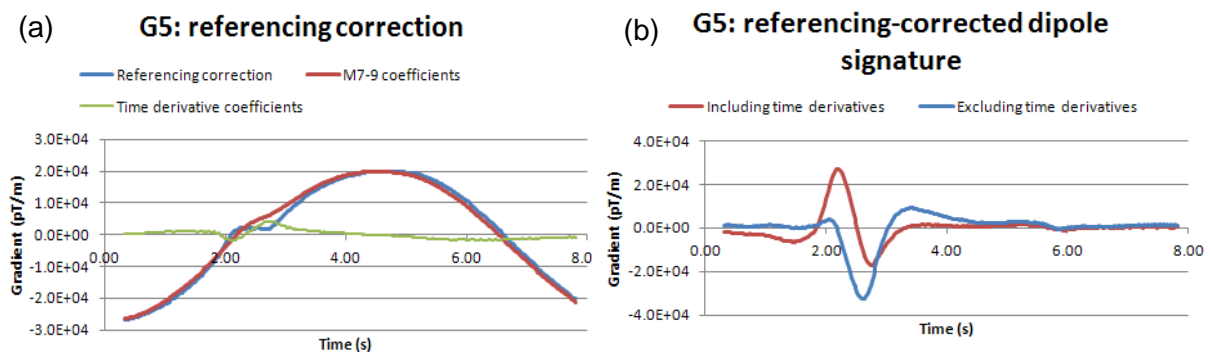 (a)
G5: referencing correction
Referencing correction M7-9 coefficients
Time derivative coefficients
Gradient (pT/m)
3.0E+04
2.0E+04
1.0E+04
0.0E+00
-1.0E+04
-2.0E+04
-3.0E+04
0.00 2.00 4.00 6.00 8.0
Time (s)
(b)
G5: referencing-corrected dipole
signature
Including time derivatives Excluding time derivatives
Gradient (pT/m)
4.0E+04
2.0E+04
0.0E+00
-2.0E+04
-4.0E+04
0.00 2.00 4.00 6.00 8.00
Time (s)